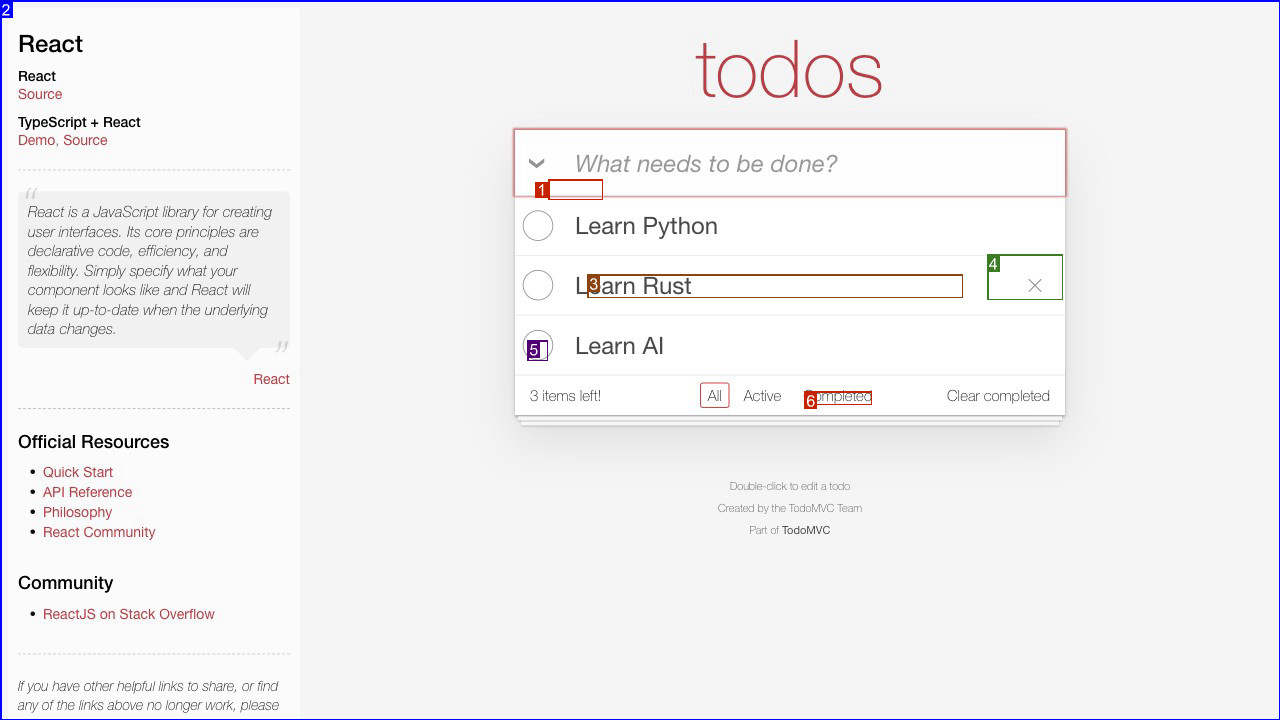 2
React
React
Source
TypeScript + React
Demo, Source
“
React is a JavaScript library for creating
user interfaces. Its core principles are
declarative code, efficiency, and
flexibility. Simply specify what your
component looks like and React will
keep it up-to-date when the underlying
data changes.
”
React
Official Resources
• Quick Start
• API Reference
• Philosophy
• React Community
Community
• ReactJS on Stack Overflow
If you have other helpful links to share, or find
any of the links above no longer work, please
todos
What needs to be done?
1
Learn Python
Learn Rust
3
4
Learn AI
5
3 items left! All Active Completed Clear completed
6
Double-click to edit a todo
Created by the TodoMVC Team
Part of TodoMVC